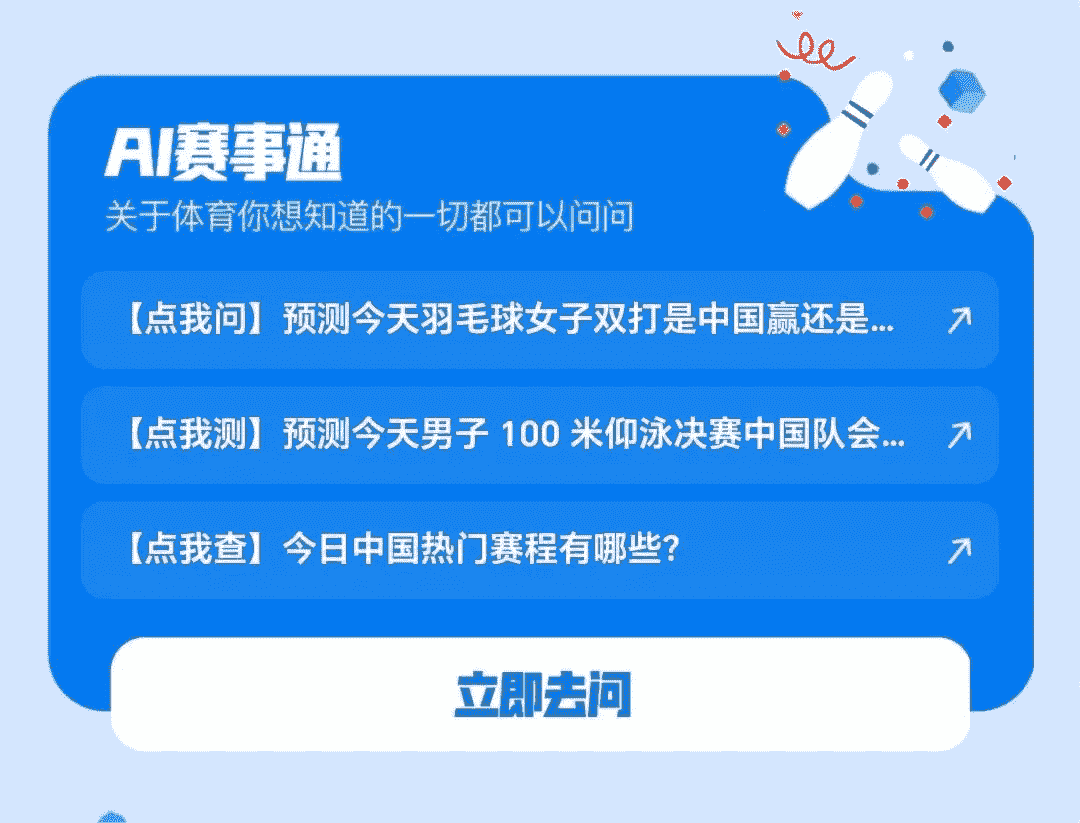 AI赛事通
关于体育你想知道的一切都可以问问
【点我问】预测今天羽毛球女子双打是中国赢还是...
【点我测】预测今天男子 100 米仰泳决赛中国队会...
【点我查】今日中国热门赛程有哪些?
立即去问